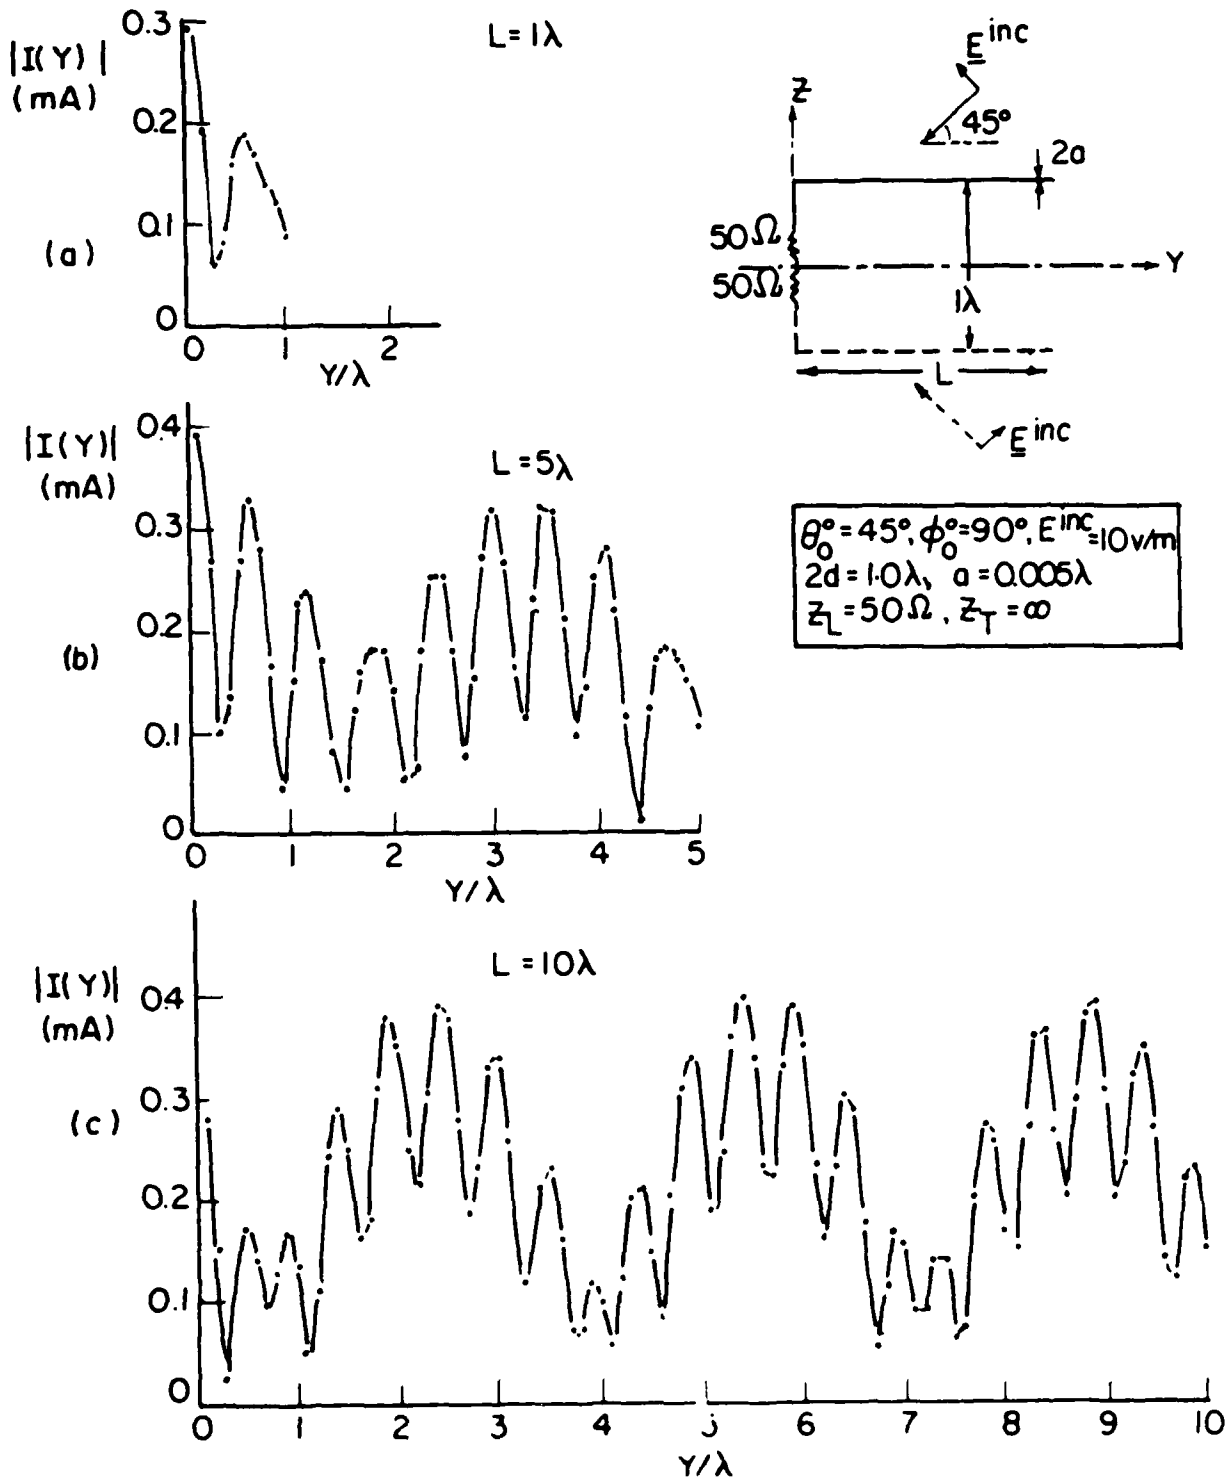 L=1λ
|I(Y)|
(mA)
0.3
0.2
0.1
0
(a)
0 1 2
Y/λ
E inc
Z
45°
2a
50Ω
50Ω
Y
1λ
L
E inc
|I(Y)|
(mA)
L=5λ
0.4
0.3
0.2
0.1
0
(b)
0 1 2 3 4 5
Y/λ
θ₀°=45°, ϕ₀°=90°, E^inc=10v/m
2d=1.0λ, a=0.005λ
Z_L=50Ω, Z_T=∞
|I(Y)|
(mA)
L=10λ
0.4
0.3
0.2
0.1
0
(c)
0 1 2 3 4 5 6 7 8 9 10
Y/λ